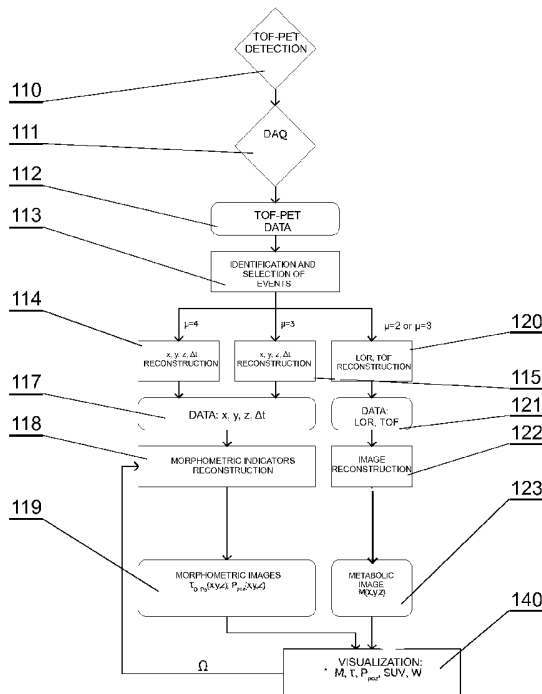 TOF-PET
DETECTION
110
111
DAQ
112
TOF-PET
DATA
113
IDENTIFICATION AND
SELECTION OF
EVENTS
114
μ=4
μ=3
μ=2 or μ=3
120
x, y, z, Δt
RECONSTRUCTION
x, y, z, Δt
RECONSTRUCTION
LOR, TOF
RECONSTRUCTION
115
117
DATA: x, y, z, Δt
DATA:
LOR, TOF
121
118
MORPHOMETRIC INDICATORS
RECONSTRUCTION
IMAGE
RECONSTRUCTION
122
119
123
MORPHOMETRIC IMAGES
(x,y,z),
(x,y,z)
METABOLIC
IMAGE
M(x,y,z)
140
Ω
VISUALIZATION:
M, τ, Ppoz, SUV, W